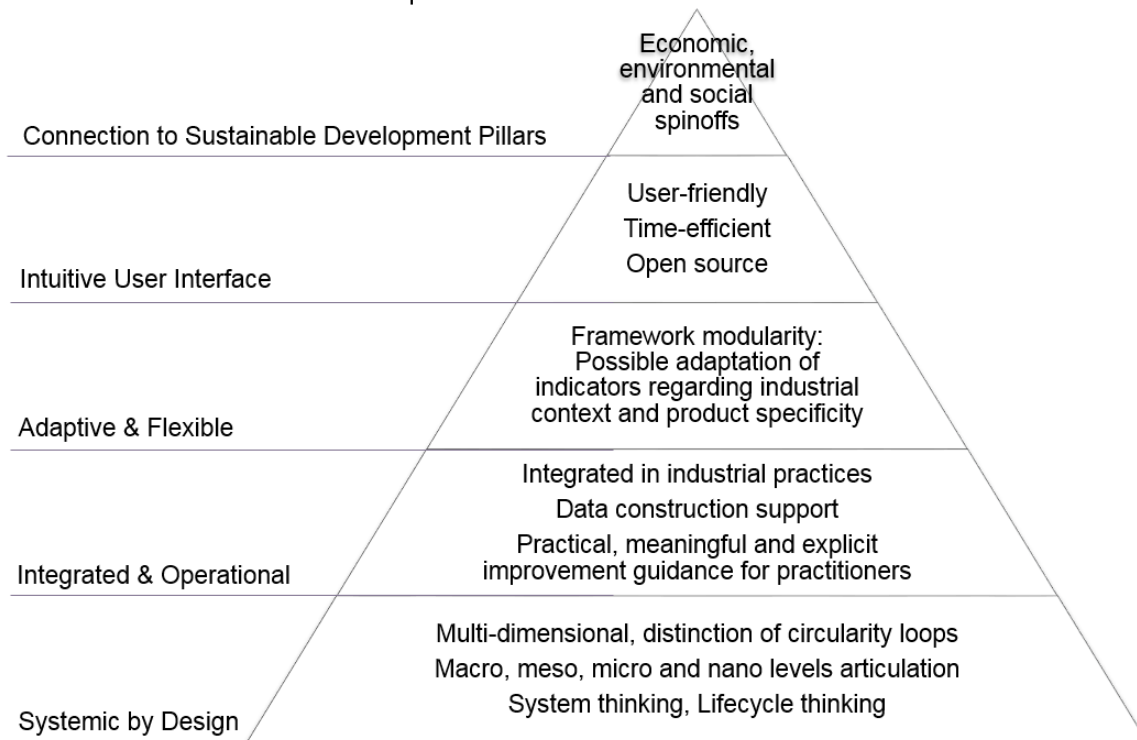 Economic,
environmental
and social
spinoffs
Connection to Sustainable Development Pillars
User-friendly
Time-efficient
Open source
Intuitive User Interface
Framework modularity:
Possible adaptation of
indicators regarding industrial
context and product specificity
Adaptive & Flexible
Integrated in industrial practices
Data construction support
Practical, meaningful and explicit
improvement guidance for practitioners
Integrated & Operational
Multi-dimensional, distinction of circularity loops
Macro, meso, micro and nano levels articulation
System thinking, Lifecycle thinking
Systemic by Design